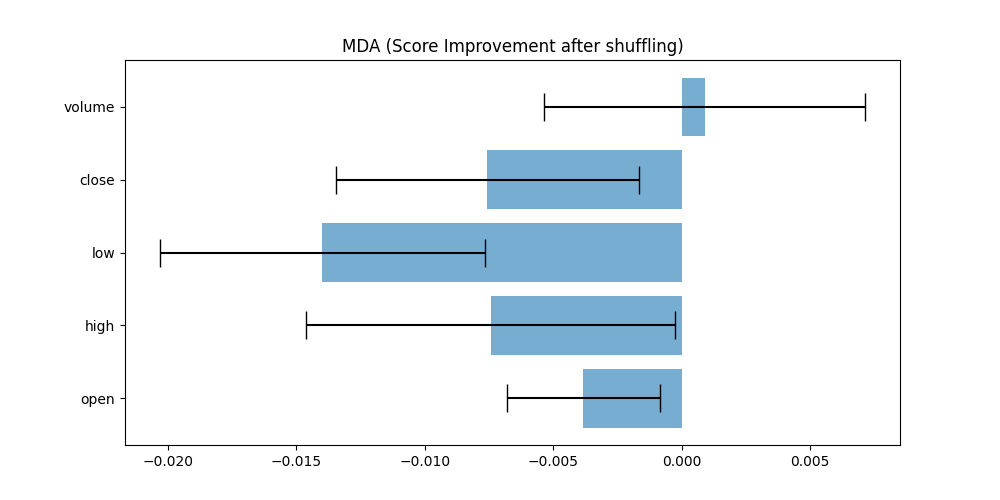 MDA (Score Improvement after shuffling)
volume
close
low
high
open
−0.020 −0.015 −0.010 −0.005 0.000 0.005